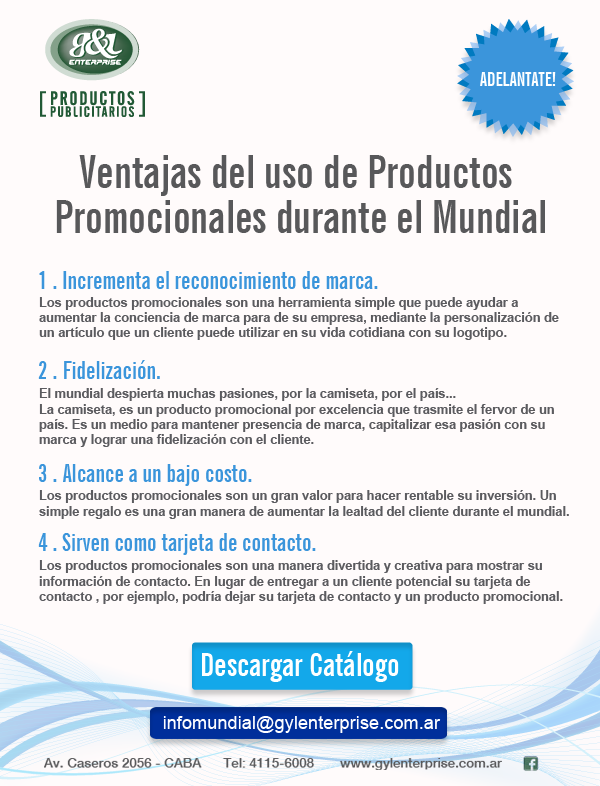 g&l
ENTERPRISE
[PRODUCTOS
PUBLICITARIOS]
ADELANTATE!
Ventajas del uso de Productos
Promocionales durante el Mundial
1 . Incrementa el reconocimiento de marca.
Los productos promocionales son una herramienta simple que puede ayudar a
aumentar la conciencia de marca para de su empresa, mediante la personalización de
un artículo que un cliente puede utilizar en su vida cotidiana con su logotipo.
2 . Fidelización.
El mundial despierta muchas pasiones, por la camiseta, por el país...
La camiseta, es un producto promocional por excelencia que trasmite el fervor de un
país. Es un medio para mantener presencia de marca, capitalizar esa pasión con su
marca y lograr una fidelización con el cliente.
3 . Alcance a un bajo costo.
Los productos promocionales son un gran valor para hacer rentable su inversión. Un
simple regalo es una gran manera de aumentar la lealtad del cliente durante el mundial.
4 . Sirven como tarjeta de contacto.
Los productos promocionales son una manera divertida y creativa para mostrar su
información de contacto. En lugar de entregar a un cliente potencial su tarjeta de
contacto , por ejemplo, podría dejar su tarjeta de contacto y un producto promocional.
Descargar Catálogo
infomundial@gylenterprise.com.ar
Av. Caseros 2056 - CABA Tel: 4115-6008 www.gylenterprise.com.ar